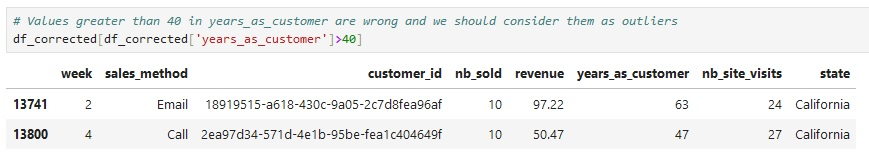 # Values greater than 40 in years_as_customer are wrong and we should consider them as outliers
df_corrected[df_corrected['years_as_customer']>40]
week sales_method customer_id nb_sold revenue years_as_customer nb_site_visits state
13741 2 Email 18919515-a618-430c-9a05-2c7d8fea96af 10 97.22 63 24 California
13800 4 Call 2ea97d34-571d-4e1b-95be-fea1c404649f 10 50.47 47 27 California